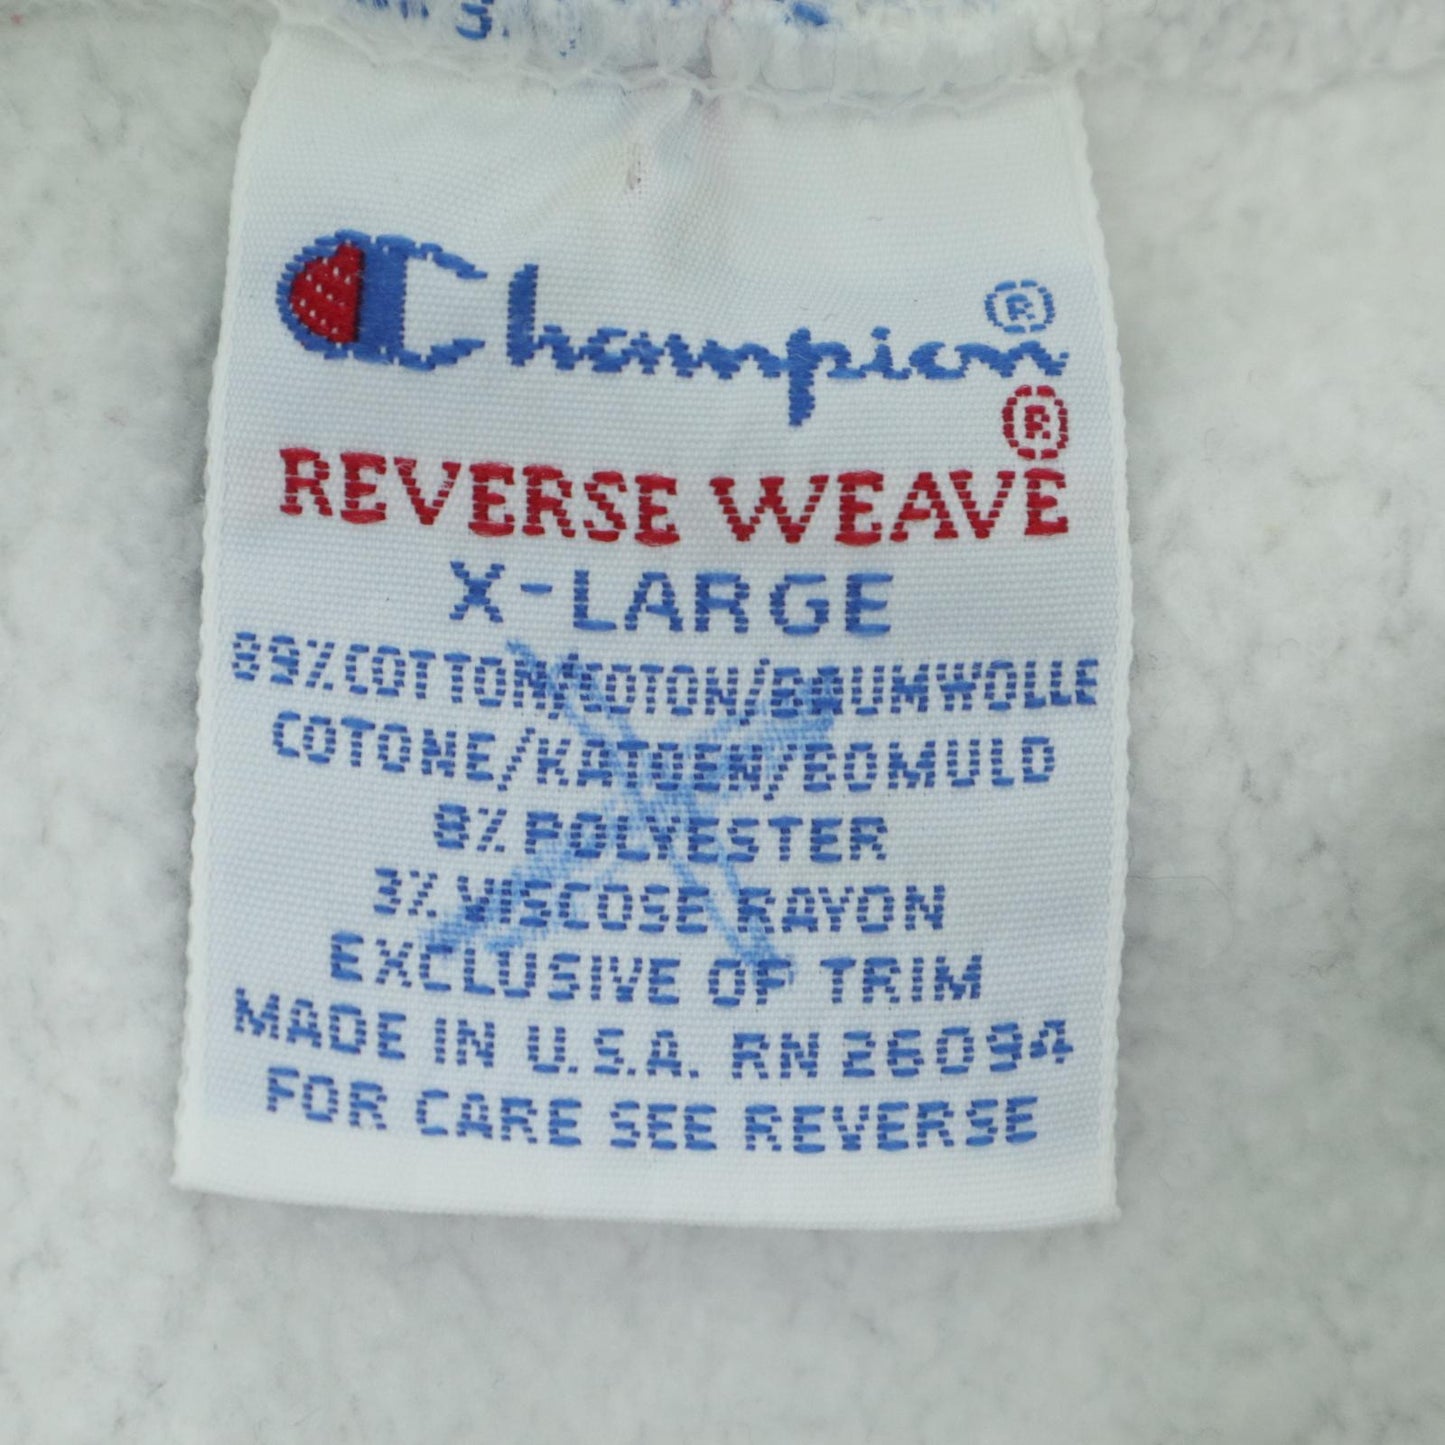 Champion®
REVERSE WEAVE®
X-LARGE
89%COTTON/COTON/BAUMWOLLE
COTONE/KATOEN/BOMULD
8% POLYESTER
3% VISCOSE RAYON
EXCLUSIVE OF TRIM
MADE IN U.S.A. RN 26094
FOR CARE SEE REVERSE